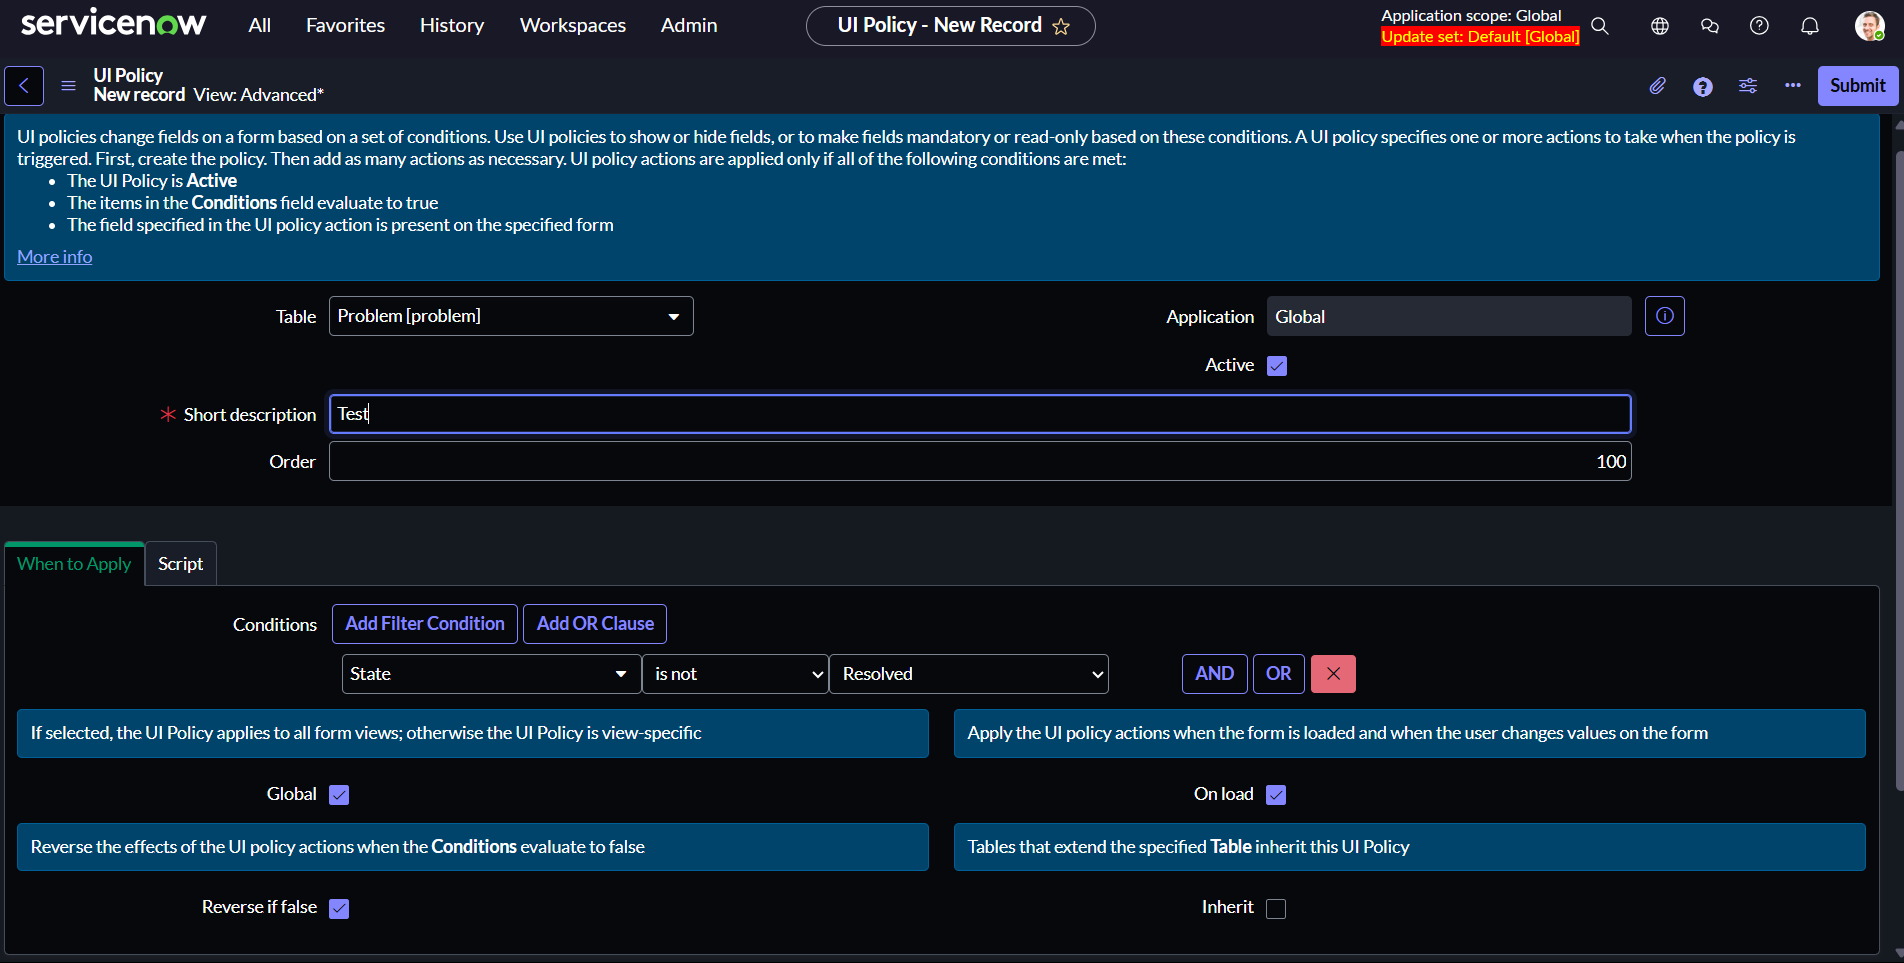 servicenow
All
Favorites
History
Workspaces
Admin
UI Policy - New Record
Application scope: Global
Update set: Default [Global]
UI Policy
New record View: Advanced*
Submit
UI policies change fields on a form based on a set of conditions. Use UI policies to show or hide fields, or to make fields mandatory or read-only based on these conditions. A UI policy specifies one or more actions to take when the policy is
triggered. First, create the policy. Then add as many actions as necessary. UI policy actions are applied only if all of the following conditions are met:
• The UI Policy is Active
• The items in the Conditions field evaluate to true
• The field specified in the UI policy action is present on the specified form
More info
Table
Problem [problem]
Application
Global
Active
* Short description
Test
Order
100
When to Apply
Script
Conditions
Add Filter Condition
Add OR Clause
State
is not
Resolved
AND
OR
If selected, the UI Policy applies to all form views; otherwise the UI Policy is view-specific
Apply the UI policy actions when the form is loaded and when the user changes values on the form
Global
On load
Reverse the effects of the UI policy actions when the Conditions evaluate to false
Tables that extend the specified Table inherit this UI Policy
Reverse if false
Inherit